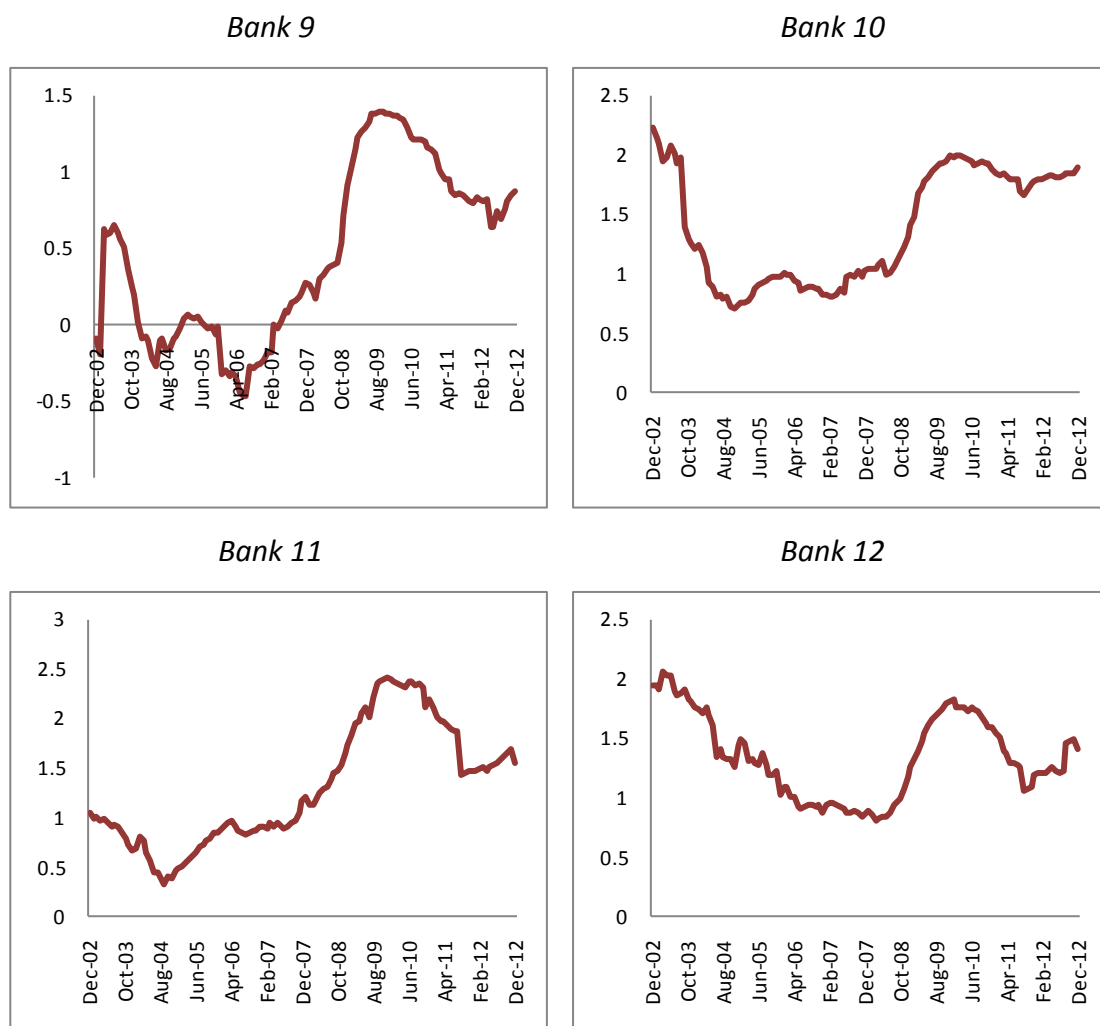 Bank 9
1.5
1
0.5
0
-0.5
-1
Dec-02
Oct-03
Aug-04
Jun-05
Apr-06
Feb-07
Dec-07
Oct-08
Aug-09
Jun-10
Apr-11
Feb-12
Dec-12
Bank 10
2.5
2
1.5
1
0.5
0
Dec-02
Oct-03
Aug-04
Jun-05
Apr-06
Feb-07
Dec-07
Oct-08
Aug-09
Jun-10
Apr-11
Feb-12
Dec-12
Bank 11
3
2.5
2
1.5
1
0.5
0
Dec-02
Oct-03
Aug-04
Jun-05
Apr-06
Feb-07
Dec-07
Oct-08
Aug-09
Jun-10
Apr-11
Feb-12
Dec-12
Bank 12
2.5
2
1.5
1
0.5
0
Dec-02
Oct-03
Aug-04
Jun-05
Apr-06
Feb-07
Dec-07
Oct-08
Aug-09
Jun-10
Apr-11
Feb-12
Dec-12